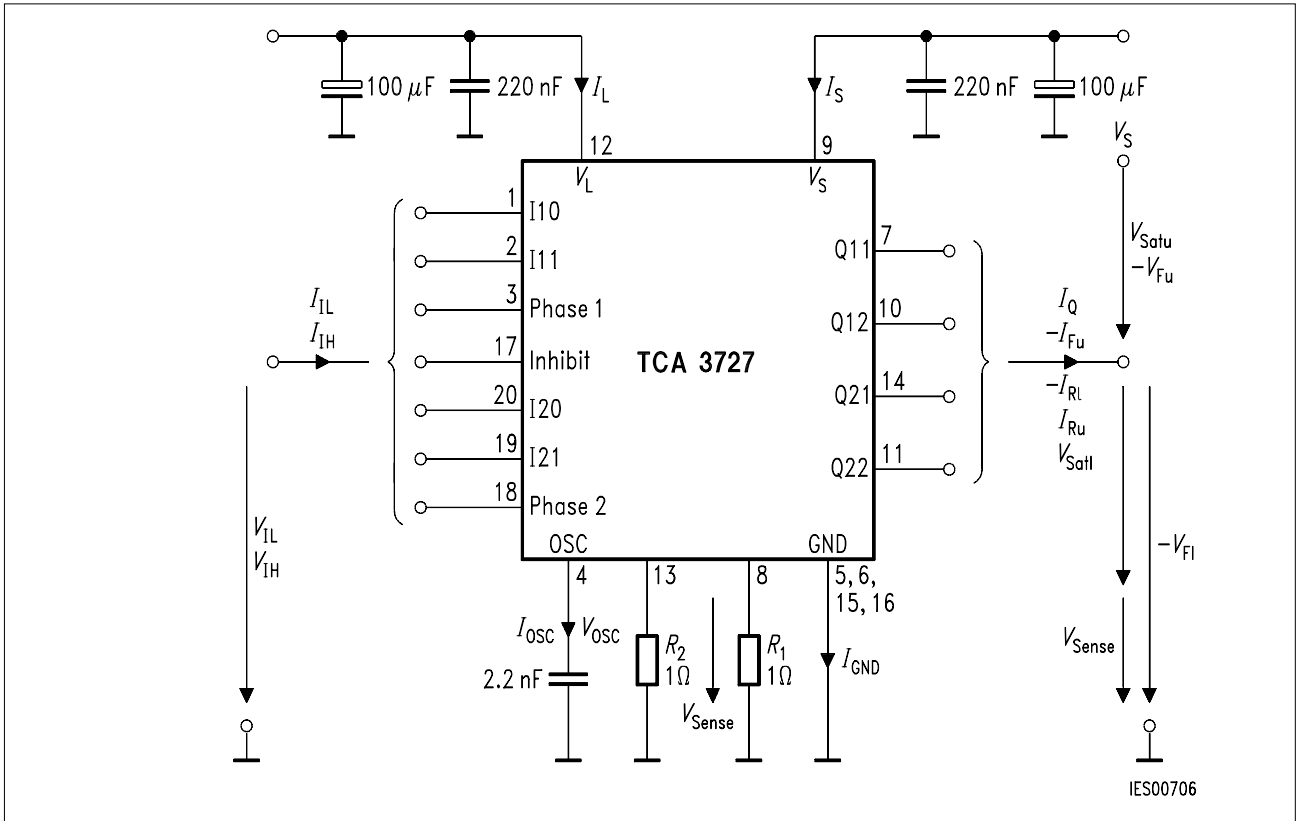 100 μF
220 nF
I_L
I_S
220 nF
100 μF
12
9
V_S
V_L
V_S
1
I10
2
I11
3
Phase 1
17
Inhibit
20
I20
19
I21
18
Phase 2
TCA 3727
7
Q11
10
Q12
14
Q21
11
Q22
I_IL
I_IH
V_IL
V_IH
V_Satu
-V_Fu
I_Q
-I_Fu
-I_Rl
I_Ru
V_Satl
-V_Fl
V_Sense
OSC
GND
4
13
8
5, 6,
15, 16
I_OSC
V_OSC
2.2 nF
R_2
1Ω
V_Sense
R_1
1Ω
I_GND
IES00706